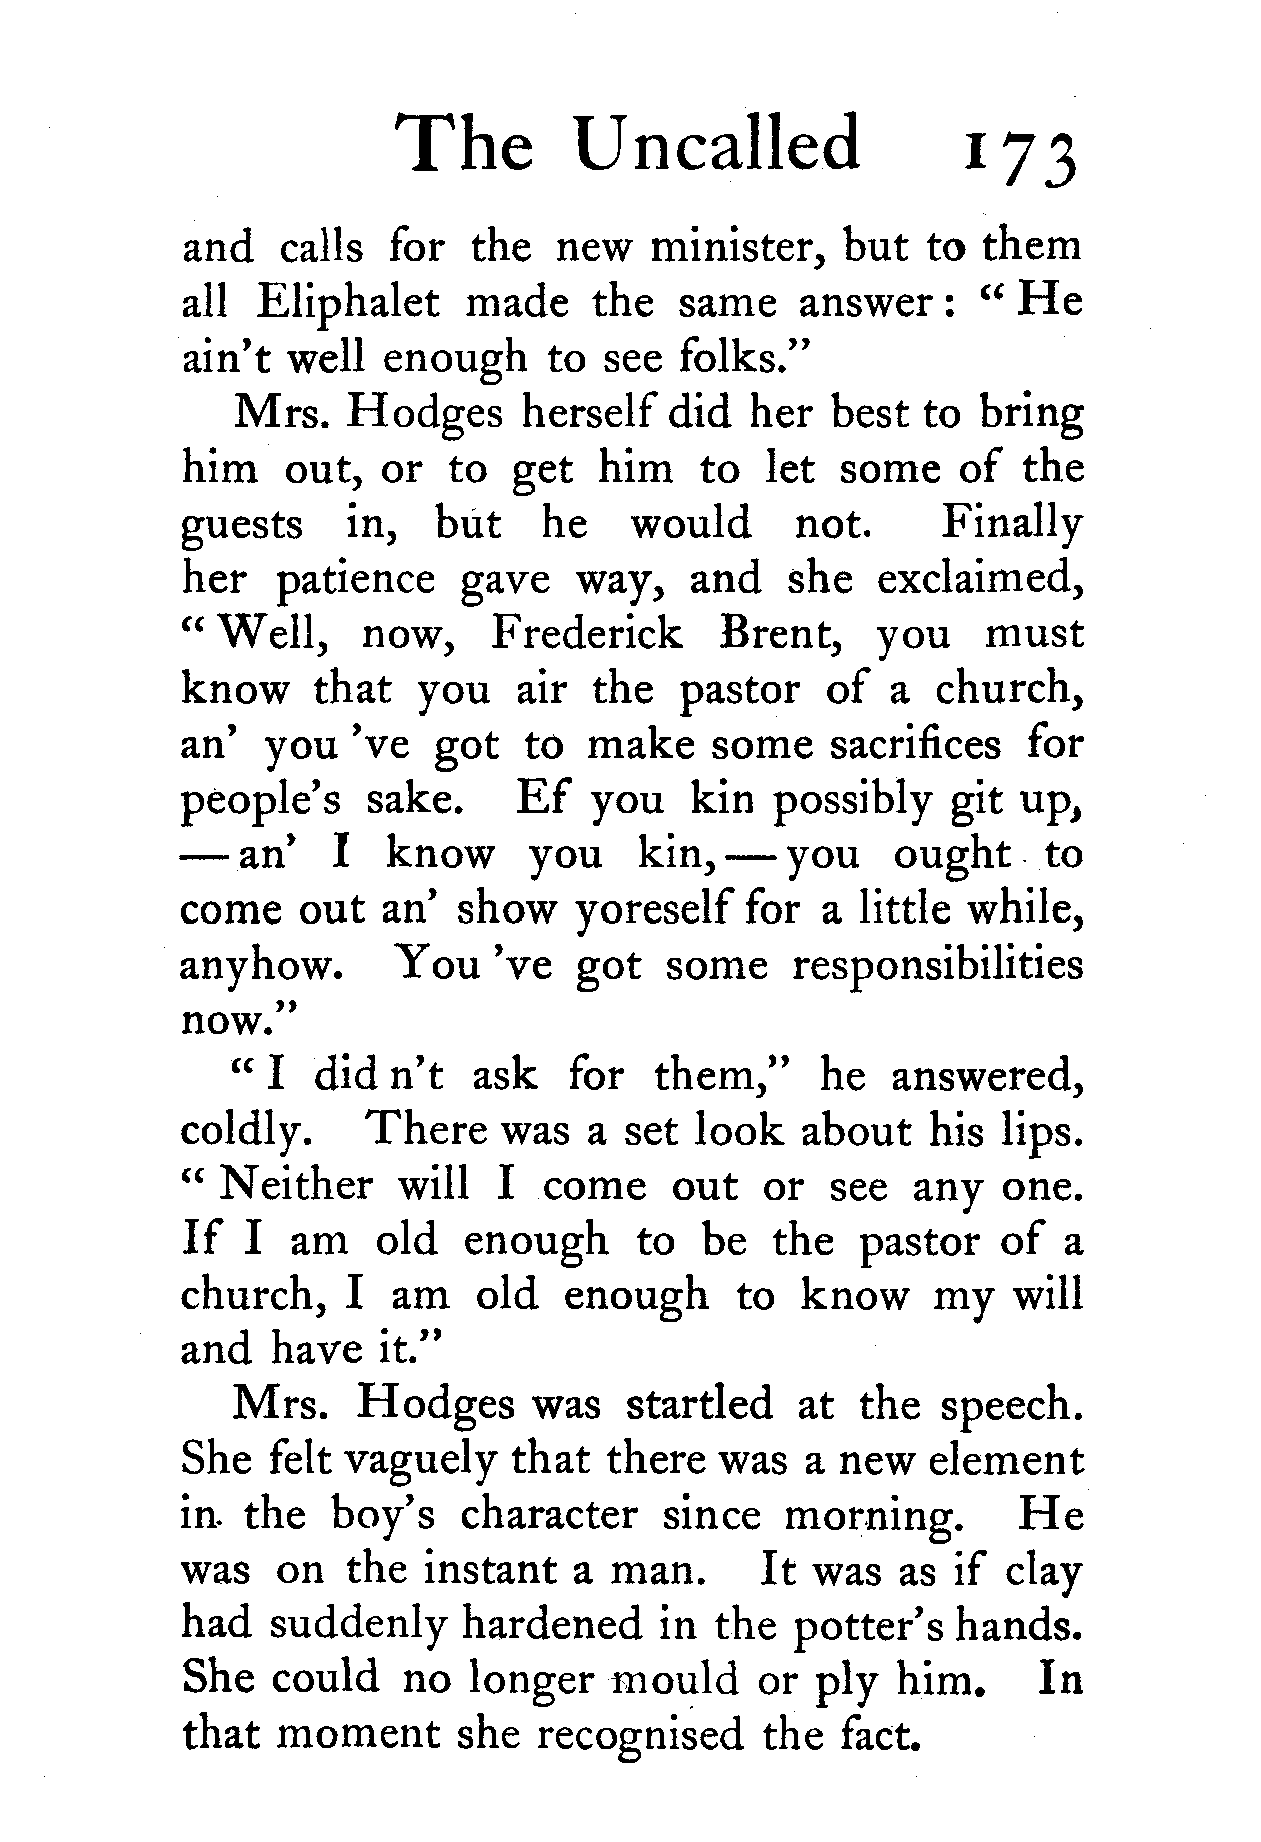 The Uncalled 173
and calls for the new minister, but to them
all Eliphalet made the same answer: "He
ain't well enough to see folks."
Mrs. Hodges herself did her best to bring
him out, or to get him to let some of the
guests in, but he would not. Finally
her patience gave way, and she exclaimed,
"Well, now, Frederick Brent, you must
know that you air the pastor of a church,
an' you 've got to make some sacrifices for
people's sake. Ef you kin possibly git up,
—an' I know you kin,—you ought to
come out an' show yoreself for a little while,
anyhow. You 've got some responsibilities
now."
"I did n't ask for them," he answered,
coldly. There was a set look about his lips.
"Neither will I come out or see any one.
If I am old enough to be the pastor of a
church, I am old enough to know my will
and have it."
Mrs. Hodges was startled at the speech.
She felt vaguely that there was a new element
in the boy's character since morning. He
was on the instant a man. It was as if clay
had suddenly hardened in the potter's hands.
She could no longer mould or ply him. In
that moment she recognised the fact.